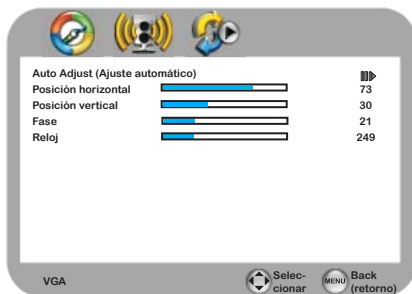 Auto Adjust (Ajuste automático)
Posición horizontal 73
Posición vertical 30
Fase 21
Reloj 249
VGA
Selec-
cionar
MENU
Back
(retorno)